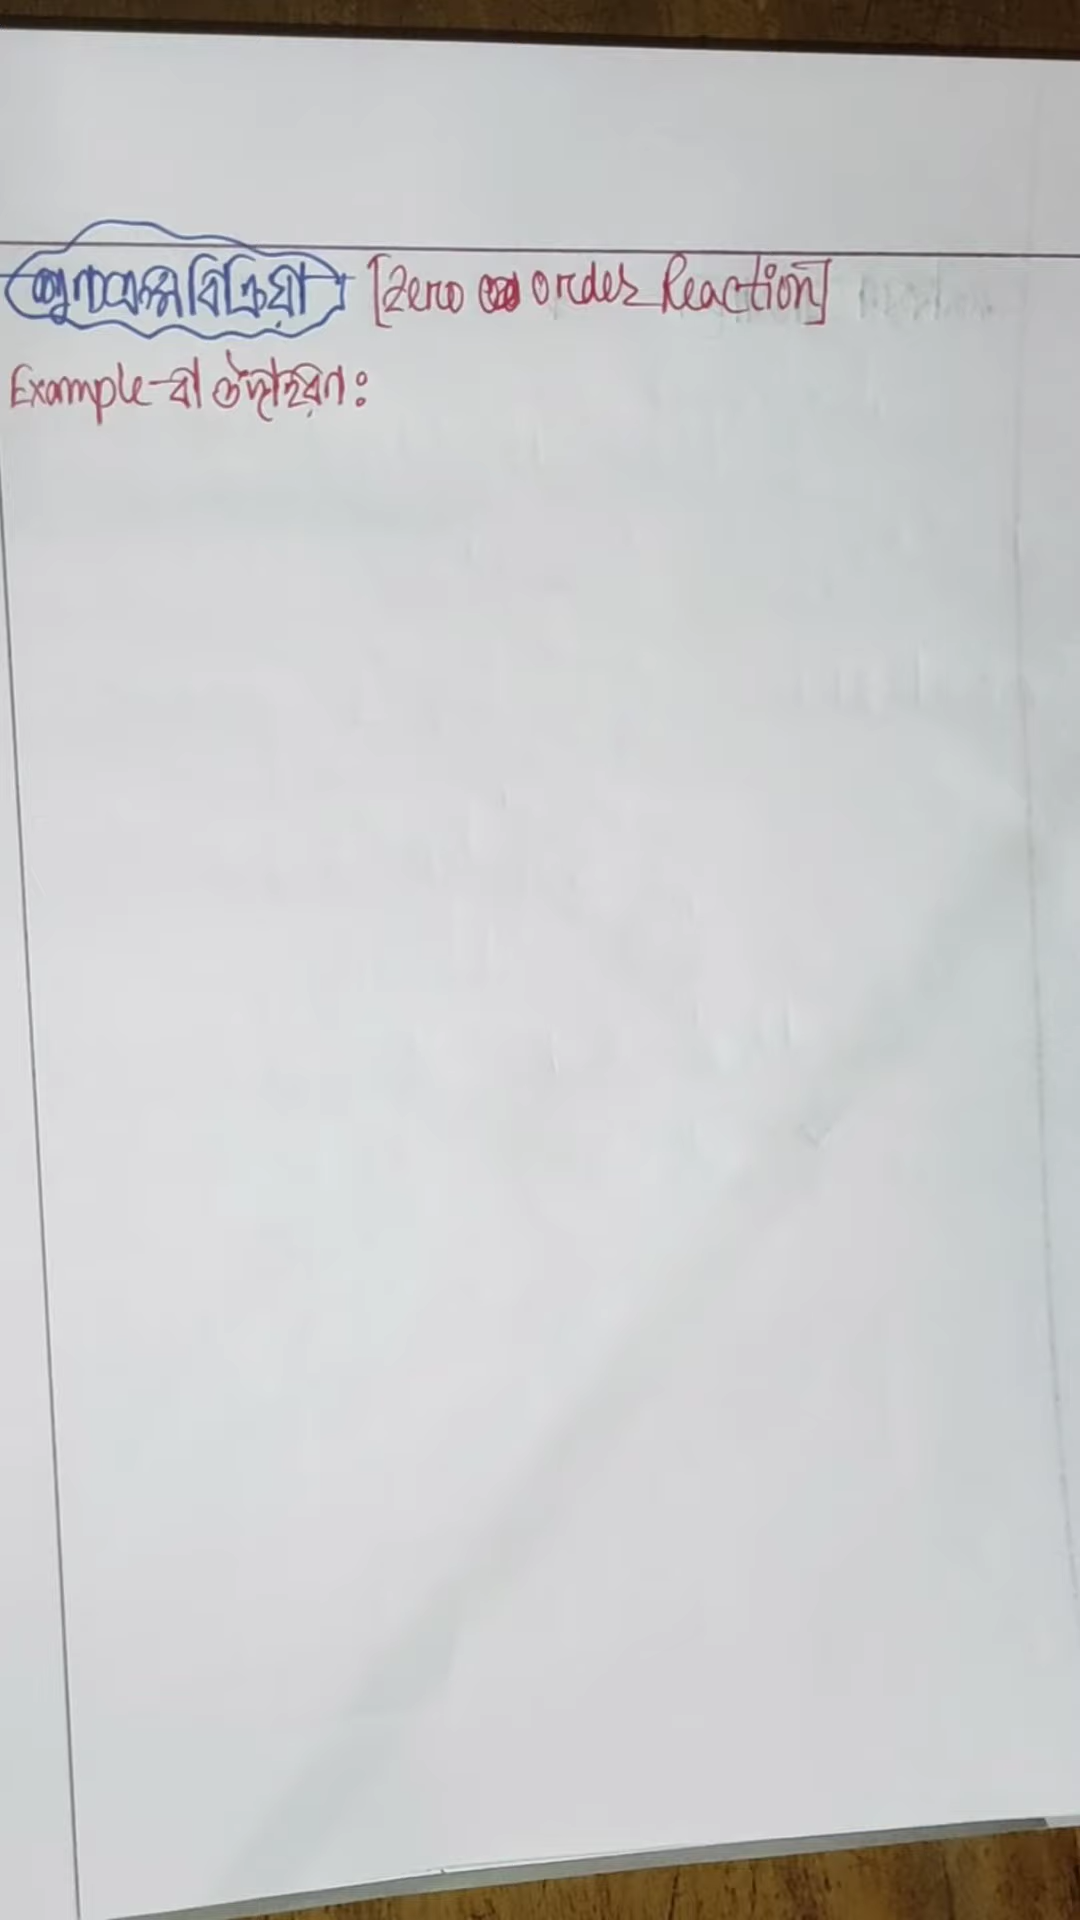 শূন্যক্রম বিক্রিয়া [Zero order Reaction]
Example-বা উদাহরণ :